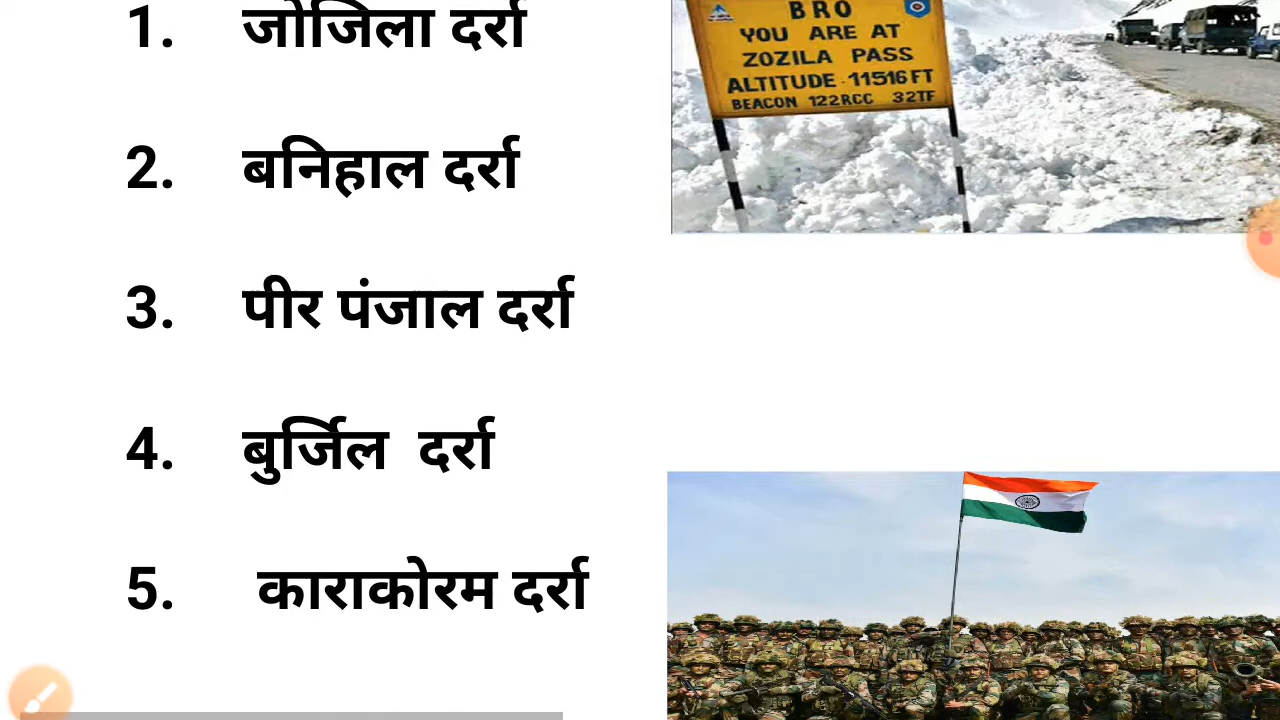 1. जोजिला दर्रा
2. बनिहाल दर्रा
3. पीर पंजाल दर्रा
4. बुर्जिल दर्रा
5. काराकोरम दर्रा
BRO
YOU ARE AT
ZOZILA PASS
ALTITUDE - 11516 FT
BEACON 122RCC 32TF